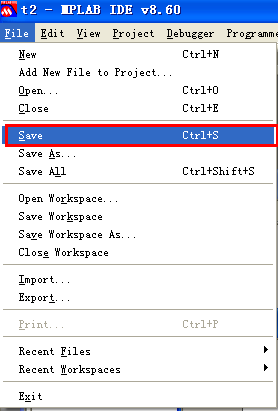 t2 - MPLAB IDE v8.60
File Edit View Project Debugger Programme
New Ctrl+N
Add New File to Project...
Open... Ctrl+O
Close Ctrl+E
Save Ctrl+S
Save As...
Save All Ctrl+Shift+S
Open Workspace...
Save Workspace
Save Workspace As...
Close Workspace
Import...
Export...
Print... Ctrl+P
Recent Files
Recent Workspaces
Exit